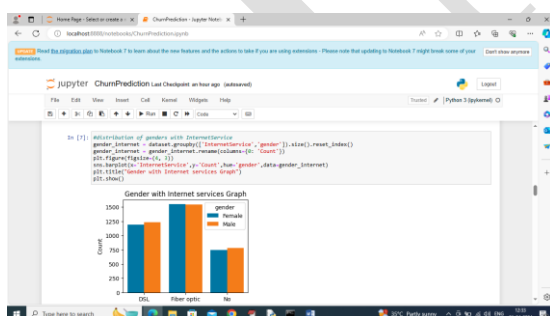 Home Page - Select or create a n
ChurnPrediction - Jupyter Noteb
localhost:8888/notebooks/ChurnPrediction.ipynb
UPDATE Read the migration plan to Notebook 7 to learn about the new features and the actions to take if you are using extensions - Please note that updating to Notebook 7 might break some of your extensions.
Don't show anymore
jupyter ChurnPrediction Last Checkpoint: an hour ago (autosaved)
Logout
File Edit View Insert Cell Kernel Widgets Help
Trusted Python 3 (ipykernel)
Run Code
In [7]: #distribution of genders with InternetService
gender_internet = dataset.groupby(['InternetService','gender']).size().reset_index()
gender_internet = gender_internet.rename(columns={0: 'Count'})
plt.figure(figsize=(4, 3))
sns.barplot(x='InternetService',y='Count',hue='gender',data=gender_internet)
plt.title("Gender with Internet services Graph")
plt.show()
Gender with Internet services Graph
gender
Female
Male
1500
1250
1000
750
500
250
0
Count
DSL Fiber optic No
Type here to search
35°C Partly sunny
ENG
12:33